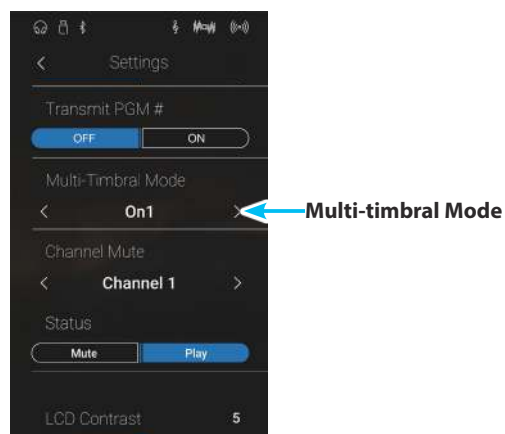 Settings
Transmit PGM #
OFF ON
Multi-Timbral Mode
On1
Multi-timbral Mode
Channel Mute
Channel 1
Status
Mute Play
LCD Contrast 5